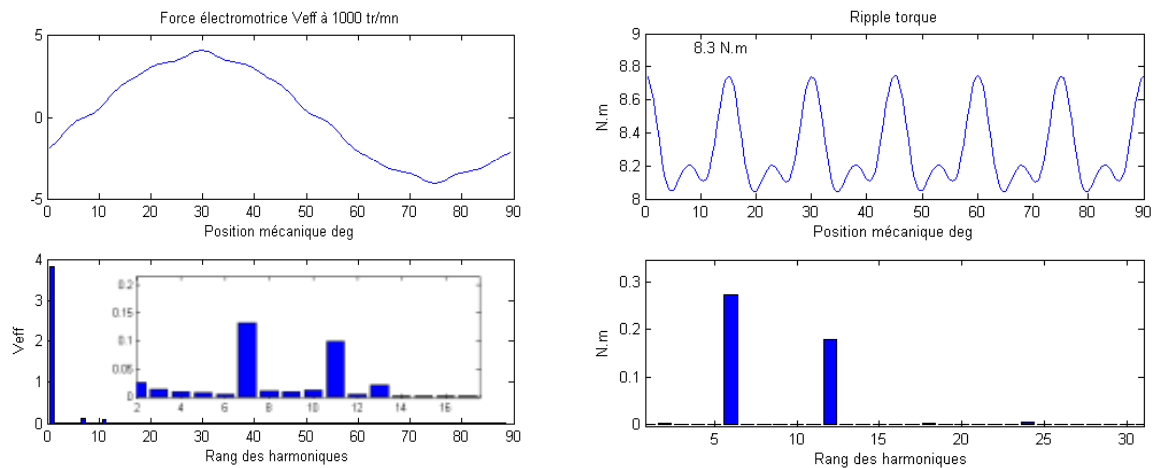 Force électromotrice Veff à 1000 tr/mn
5
0
-5
0 10 20 30 40 50 60 70 80 90
Position mécanique deg
Ripple torque
8.3 N.m
9
8.8
8.6
8.4
8.2
8
N.m
0 10 20 30 40 50 60 70 80 90
Position mécanique deg
4
3
2
1
0
Veff
0.2
0.15
0.1
0.05
0
2 4 6 8 10 12 14 16
0 10 20 30 40 50 60 70 80 90
Rang des harmoniques
0.3
0.2
0.1
0
N.m
5 10 15 20 25 30
Rang des harmoniques